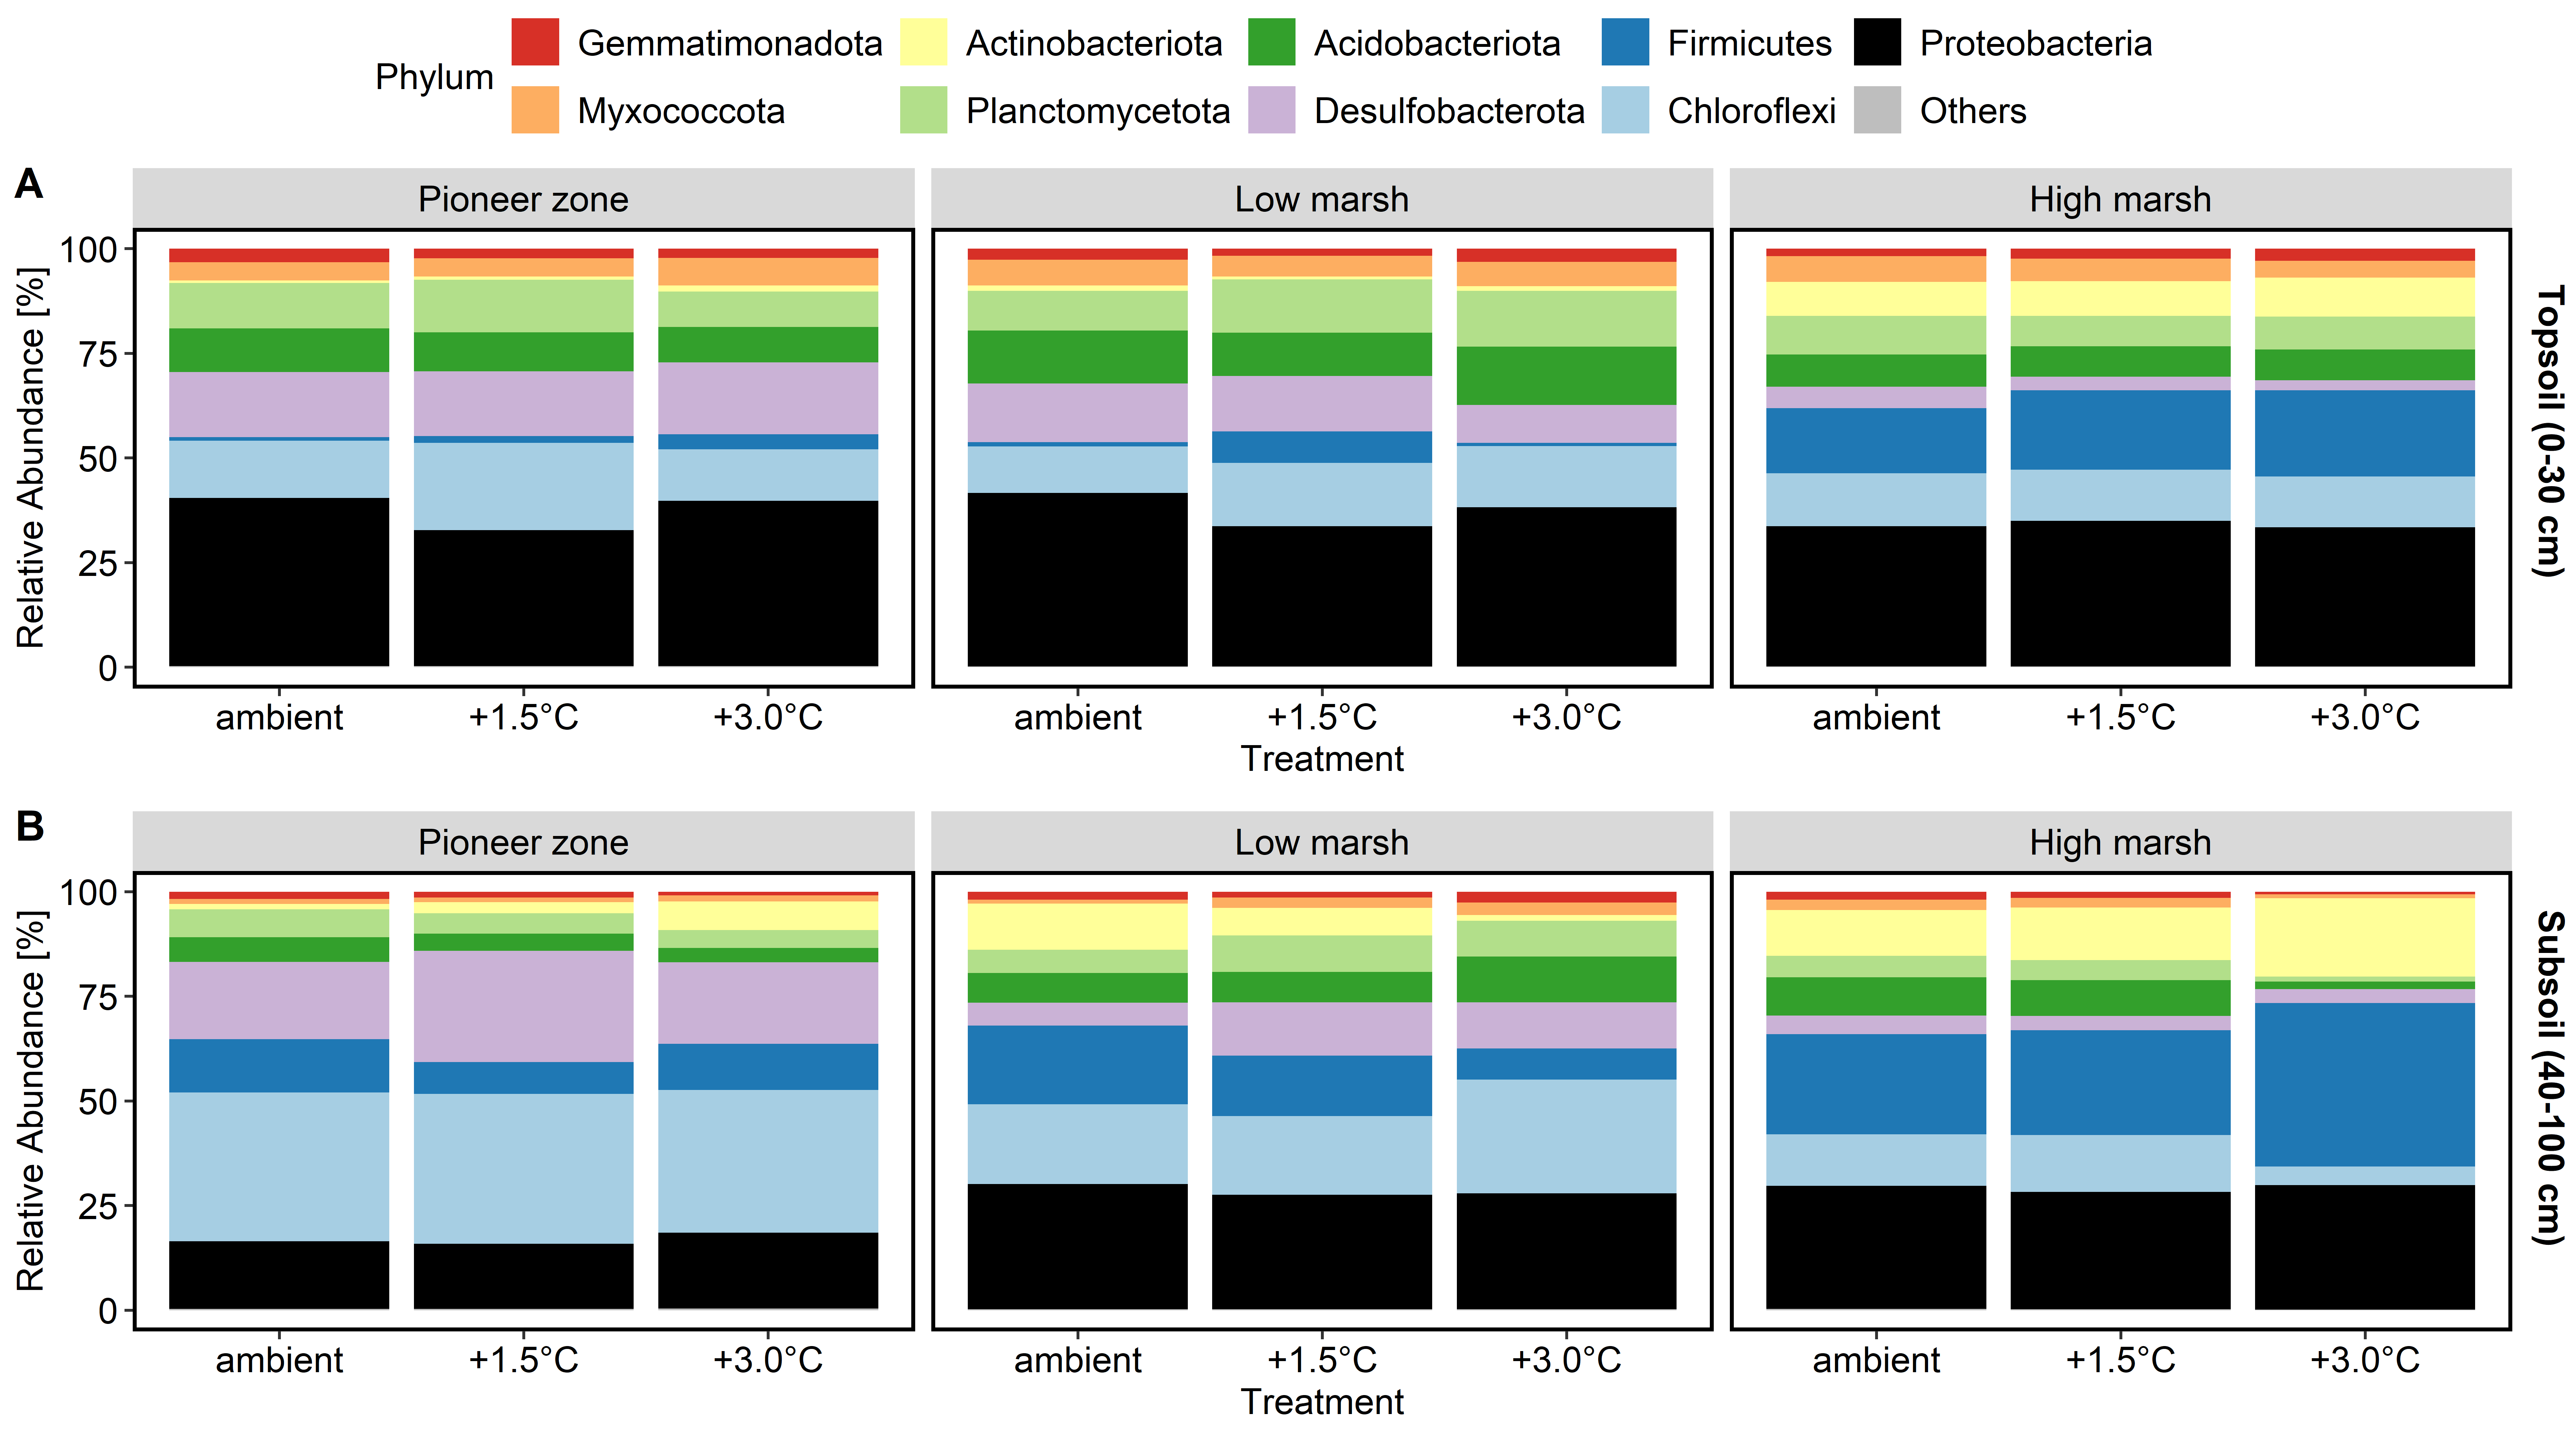 Phylum
Gemmatimonadota Actinobacteriota Acidobacteriota Firmicutes Proteobacteria
Myxococcota Planctomycetota Desulfobacterota Chloroflexi Others
A
Pioneer zone Low marsh High marsh
Relative Abundance [%]
100
75
50
25
0
Topsoil (0-30 cm)
ambient +1.5°C +3.0°C ambient +1.5°C +3.0°C ambient +1.5°C +3.0°C
Treatment
B
Pioneer zone Low marsh High marsh
Relative Abundance [%]
100
75
50
25
0
Subsoil (40-100 cm)
ambient +1.5°C +3.0°C ambient +1.5°C +3.0°C ambient +1.5°C +3.0°C
Treatment